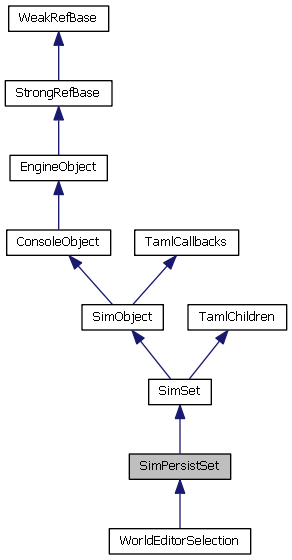 WeakRefBase
StrongRefBase
EngineObject
ConsoleObject
TamlCallbacks
SimObject
TamlChildren
SimSet
SimPersistSet
WorldEditorSelection